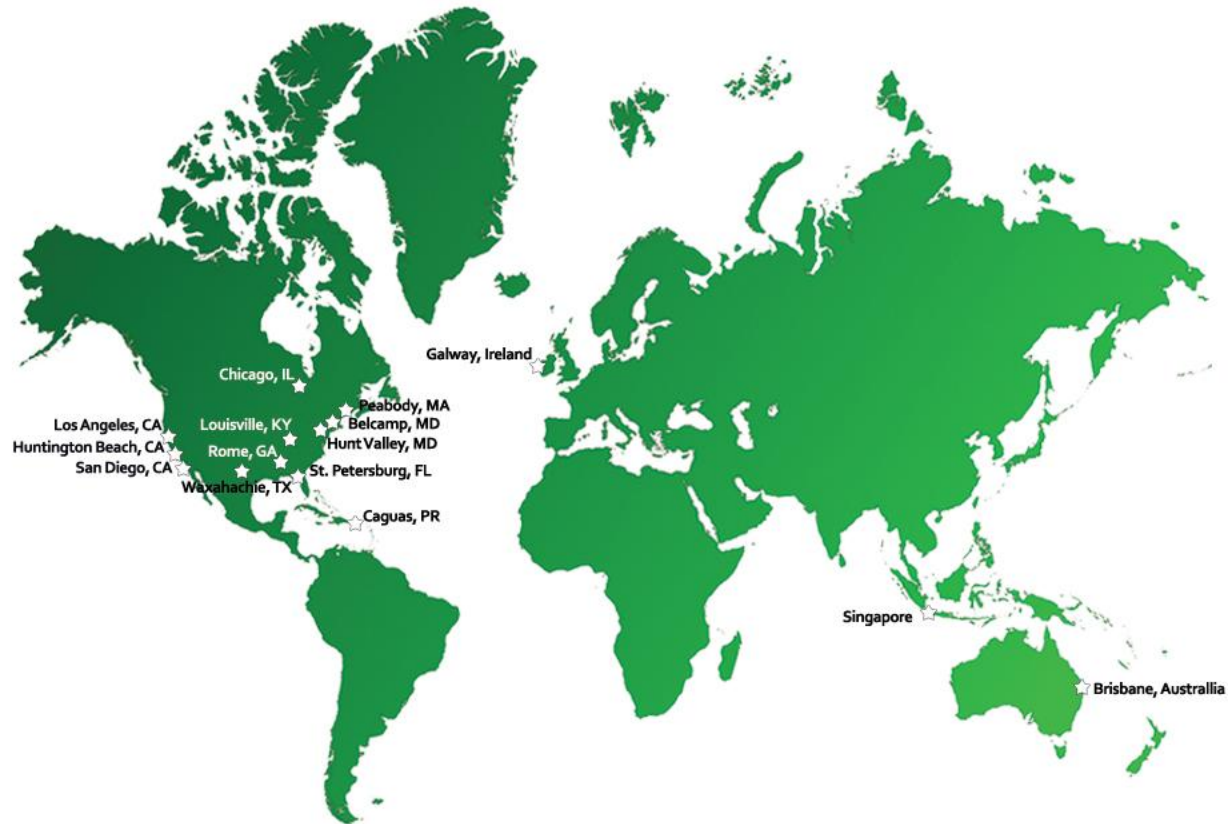 Galway, Ireland
Chicago, IL
Peabody, MA
Los Angeles, CA
Louisville, KY
Belcamp, MD
Huntington Beach, CA
Hunt Valley, MD
Rome, GA
San Diego, CA
St. Petersburg, FL
Waxahachie, TX
Caguas, PR
Singapore
Brisbane, Australlia